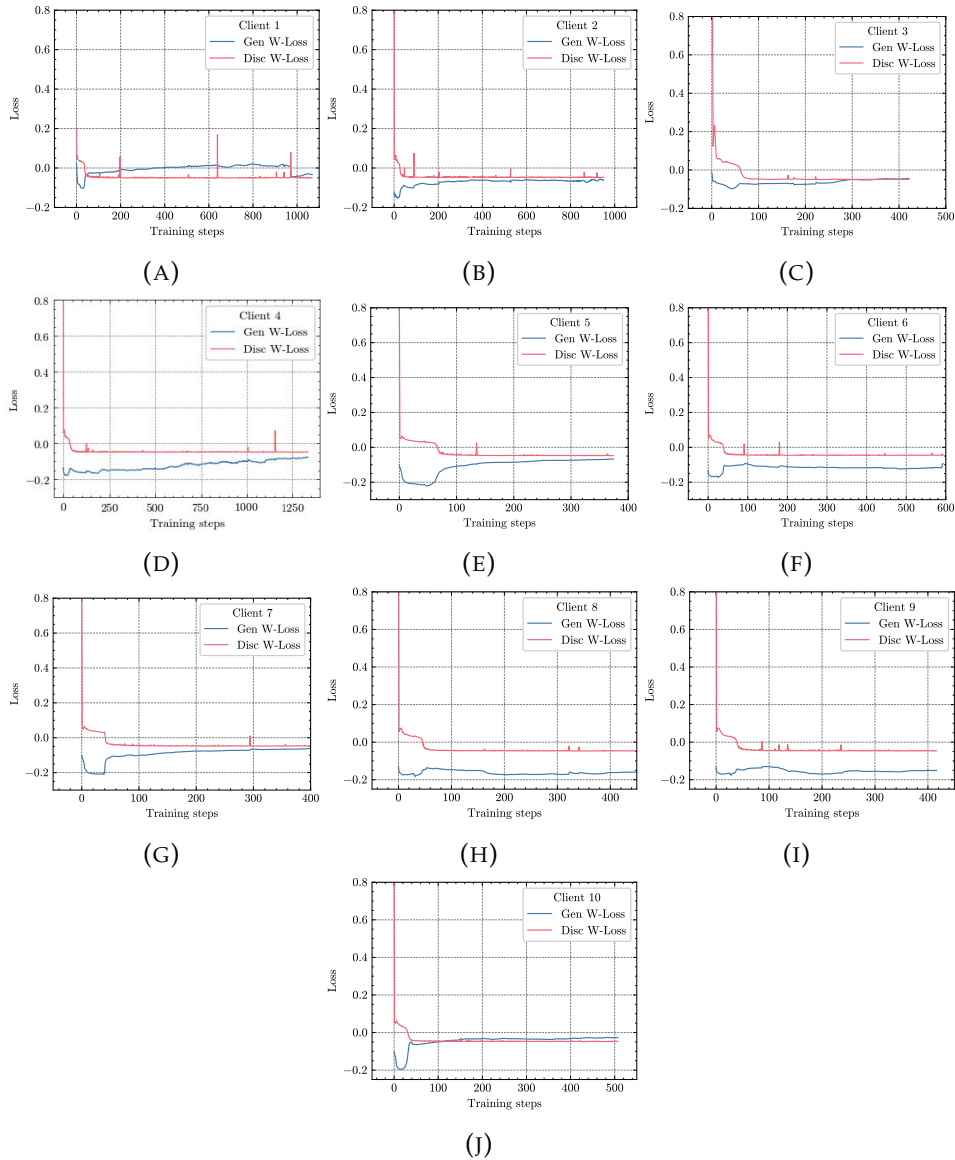 Client 1
Gen W-Loss
Disc W-Loss
0.8
0.6
0.4
0.2
0.0
−0.2
Loss
0 200 400 600 800 1000
Training steps
(A)
Client 2
Gen W-Loss
Disc W-Loss
0.8
0.6
0.4
0.2
0.0
−0.2
Loss
0 200 400 600 800 1000
Training steps
(B)
Client 3
Gen W-Loss
Disc W-Loss
0.8
0.6
0.4
0.2
0.0
−0.2
Loss
0 100 200 300 400 500
Training steps
(C)
Client 4
Gen W-Loss
Disc W-Loss
0.8
0.6
0.4
0.2
0.0
−0.2
Loss
0 250 500 750 1000 1250
Training steps
(D)
Client 5
Gen W-Loss
Disc W-Loss
0.8
0.6
0.4
0.2
0.0
−0.2
Loss
0 100 200 300 400
Training steps
(E)
Client 6
Gen W-Loss
Disc W-Loss
0.8
0.6
0.4
0.2
0.0
−0.2
Loss
0 100 200 300 400 500 600
Training steps
(F)
Client 7
Gen W-Loss
Disc W-Loss
0.8
0.6
0.4
0.2
0.0
−0.2
Loss
0 100 200 300 400
Training steps
(G)
Client 8
Gen W-Loss
Disc W-Loss
0.8
0.6
0.4
0.2
0.0
−0.2
Loss
0 100 200 300 400
Training steps
(H)
Client 9
Gen W-Loss
Disc W-Loss
0.8
0.6
0.4
0.2
0.0
−0.2
Loss
0 100 200 300 400
Training steps
(I)
Client 10
Gen W-Loss
Disc W-Loss
0.8
0.6
0.4
0.2
0.0
−0.2
Loss
0 100 200 300 400 500
Training steps
(J)